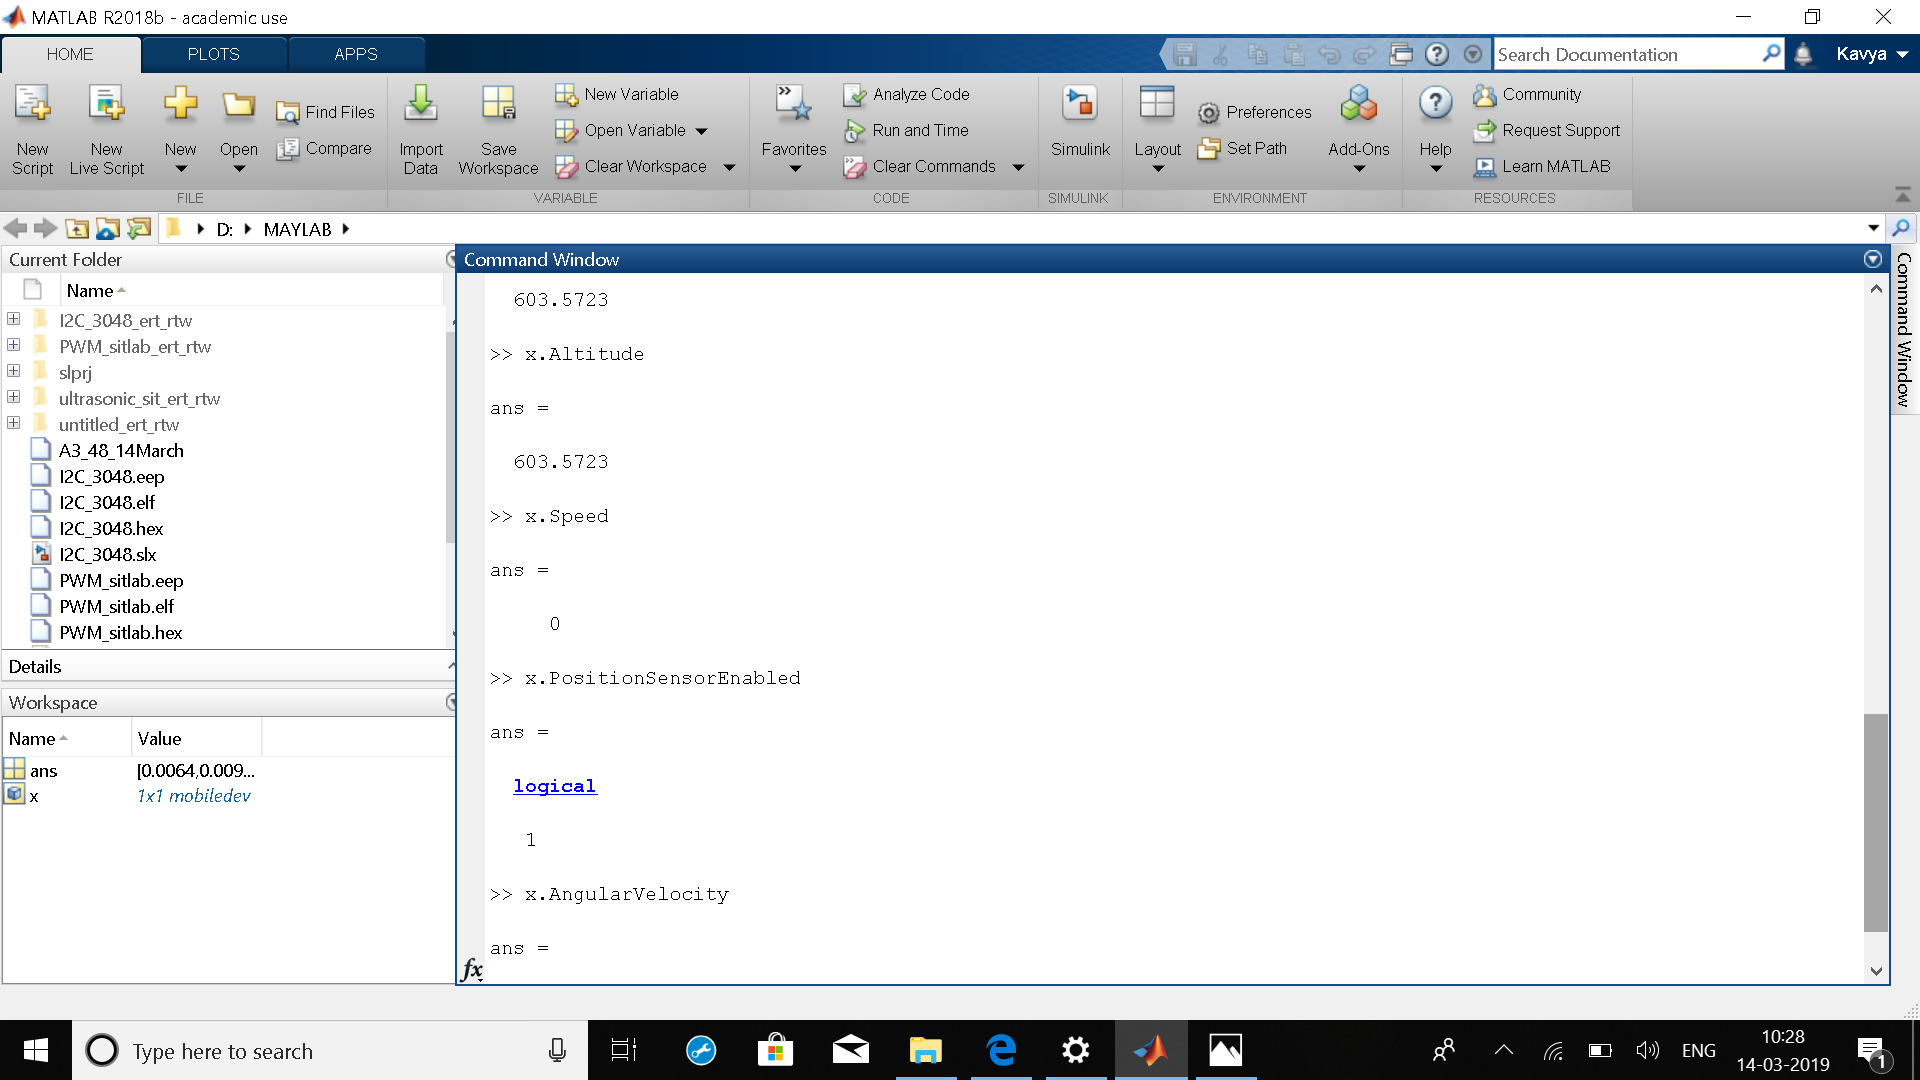 MATLAB R2018b - academic use
HOME
PLOTS
APPS
Search Documentation
Kavya
New Script
New Live Script
New
Open
Find Files
Compare
FILE
Import Data
Save Workspace
New Variable
Open Variable
Clear Workspace
VARIABLE
Favorites
Analyze Code
Run and Time
Clear Commands
CODE
Simulink
SIMULINK
Layout
Preferences
Set Path
Add-Ons
ENVIRONMENT
Help
Community
Request Support
Learn MATLAB
RESOURCES
D:
MAYLAB
Current Folder
Name
I2C_3048_ert_rtw
PWM_sitlab_ert_rtw
slprj
ultrasonic_sit_ert_rtw
untitled_ert_rtw
A3_48_14March
I2C_3048.eep
I2C_3048.elf
I2C_3048.hex
I2C_3048.slx
PWM_sitlab.eep
PWM_sitlab.elf
PWM_sitlab.hex
Details
Workspace
Name Value
ans [0.0064,0.009...
x 1x1 mobiledev
Command Window
603.5723
>> x.Altitude
ans =
603.5723
>> x.Speed
ans =
0
>> x.PositionSensorEnabled
ans =
logical
1
>> x.AngularVelocity
ans =
fx
Command Window
Type here to search
ENG
10:28
14-03-2019
1